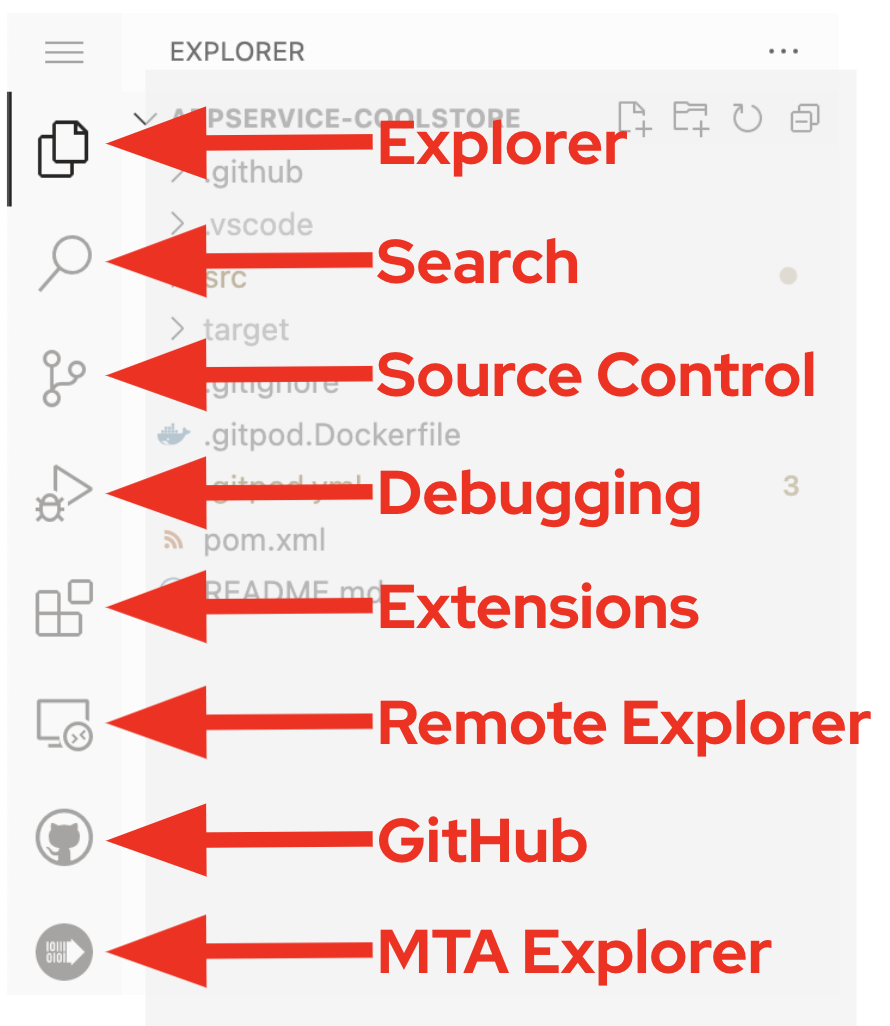 EXPLORER
PSERVICE-COOLSTORE
Explorer
.github
.vscode
Search
src
target
Source Control
.gitignore
.gitpod.Dockerfile
.gitpod.yml
Debugging
3
pom.xml
README.md
Extensions
Remote Explorer
GitHub
MTA Explorer